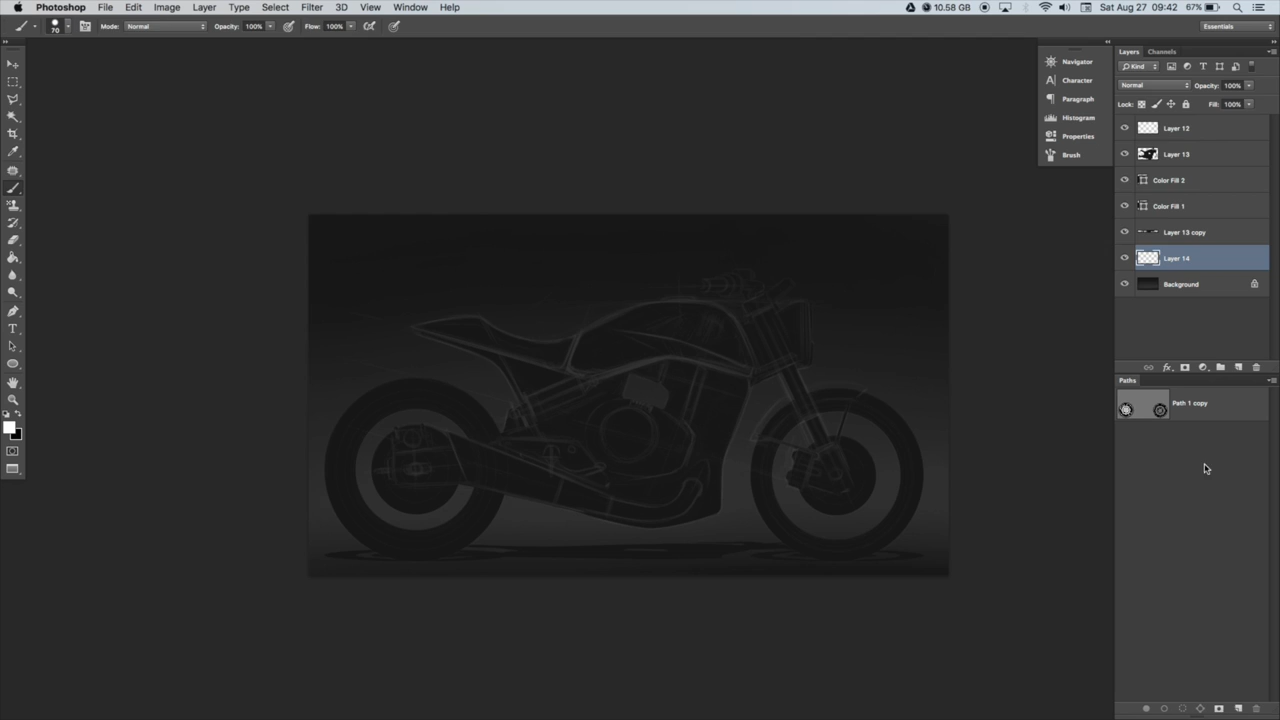 Photoshop File Edit Image Layer Type Select Filter 3D View Window Help 10.58 GB Sat Aug 27 09:42 67%
70 Mode: Normal Opacity: 100% Flow: 100% Essentials
Navigator
Character
Paragraph
Histogram
Properties
Brush
Layers Channels
Kind
Normal Opacity: 100%
Lock: Fill: 100%
Layer 12
Layer 13
Color Fill 2
Color Fill 1
Layer 13 copy
Layer 14
Background
Paths
Path 1 copy